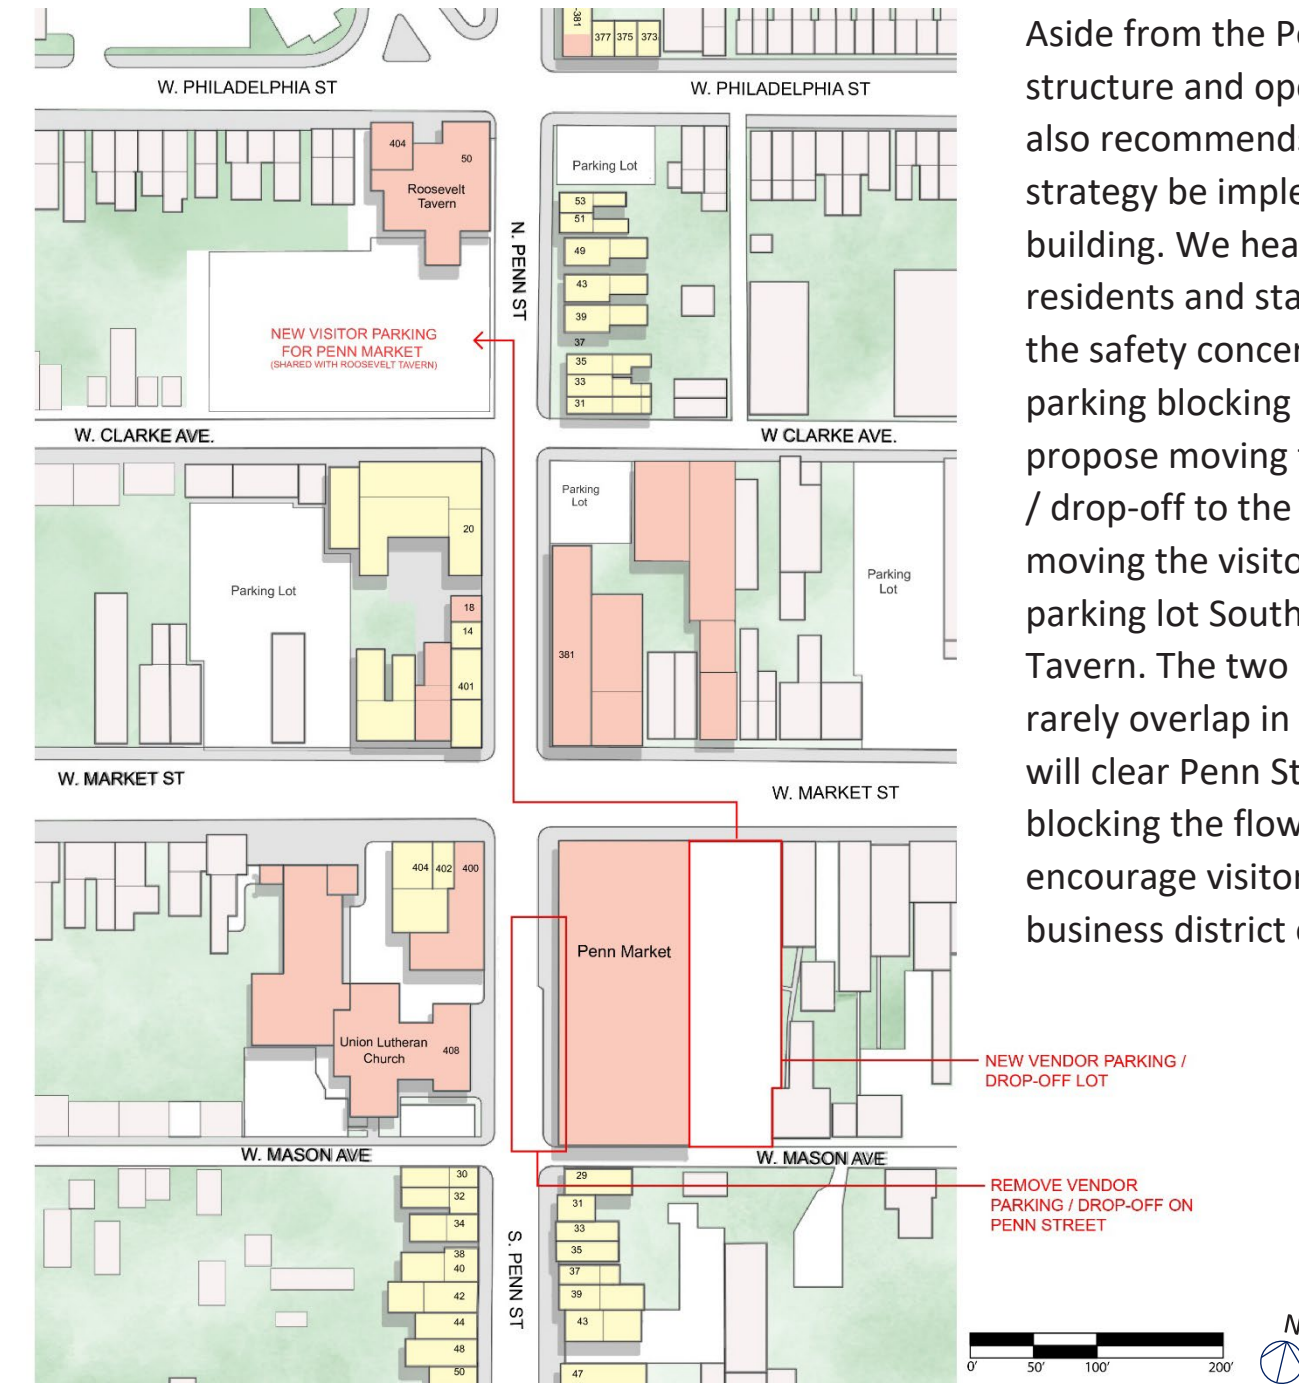 -381
377 375 373
W. PHILADELPHIA ST
W. PHILADELPHIA ST
404
50
Roosevelt
Tavern
Parking Lot
53
51
49
43
39
37
35
33
31
N. PENN ST
NEW VISITOR PARKING
FOR PENN MARKET
(SHARED WITH ROOSEVELT TAVERN)
W. CLARKE AVE.
W CLARKE AVE.
Parking Lot
20
18
14
401
Parking
Lot
381
Parking
Lot
W. MARKET ST
W. MARKET ST
404 402 400
Penn Market
Union Lutheran
Church
408
NEW VENDOR PARKING /
DROP-OFF LOT
W. MASON AVE
W. MASON AVE
REMOVE VENDOR
PARKING / DROP-OFF ON
PENN STREET
30
32
34
38
40
42
44
48
50
S. PENN ST
29
31
33
35
37
39
43
47
0' 50' 100' 200'
N
Aside from the P
structure and op
also recommends
strategy be imple
building. We hea
residents and sta
the safety concer
parking blocking
propose moving
/ drop-off to the
moving the visito
parking lot South
Tavern. The two
rarely overlap in
will clear Penn St
blocking the flow
encourage visitor
business district